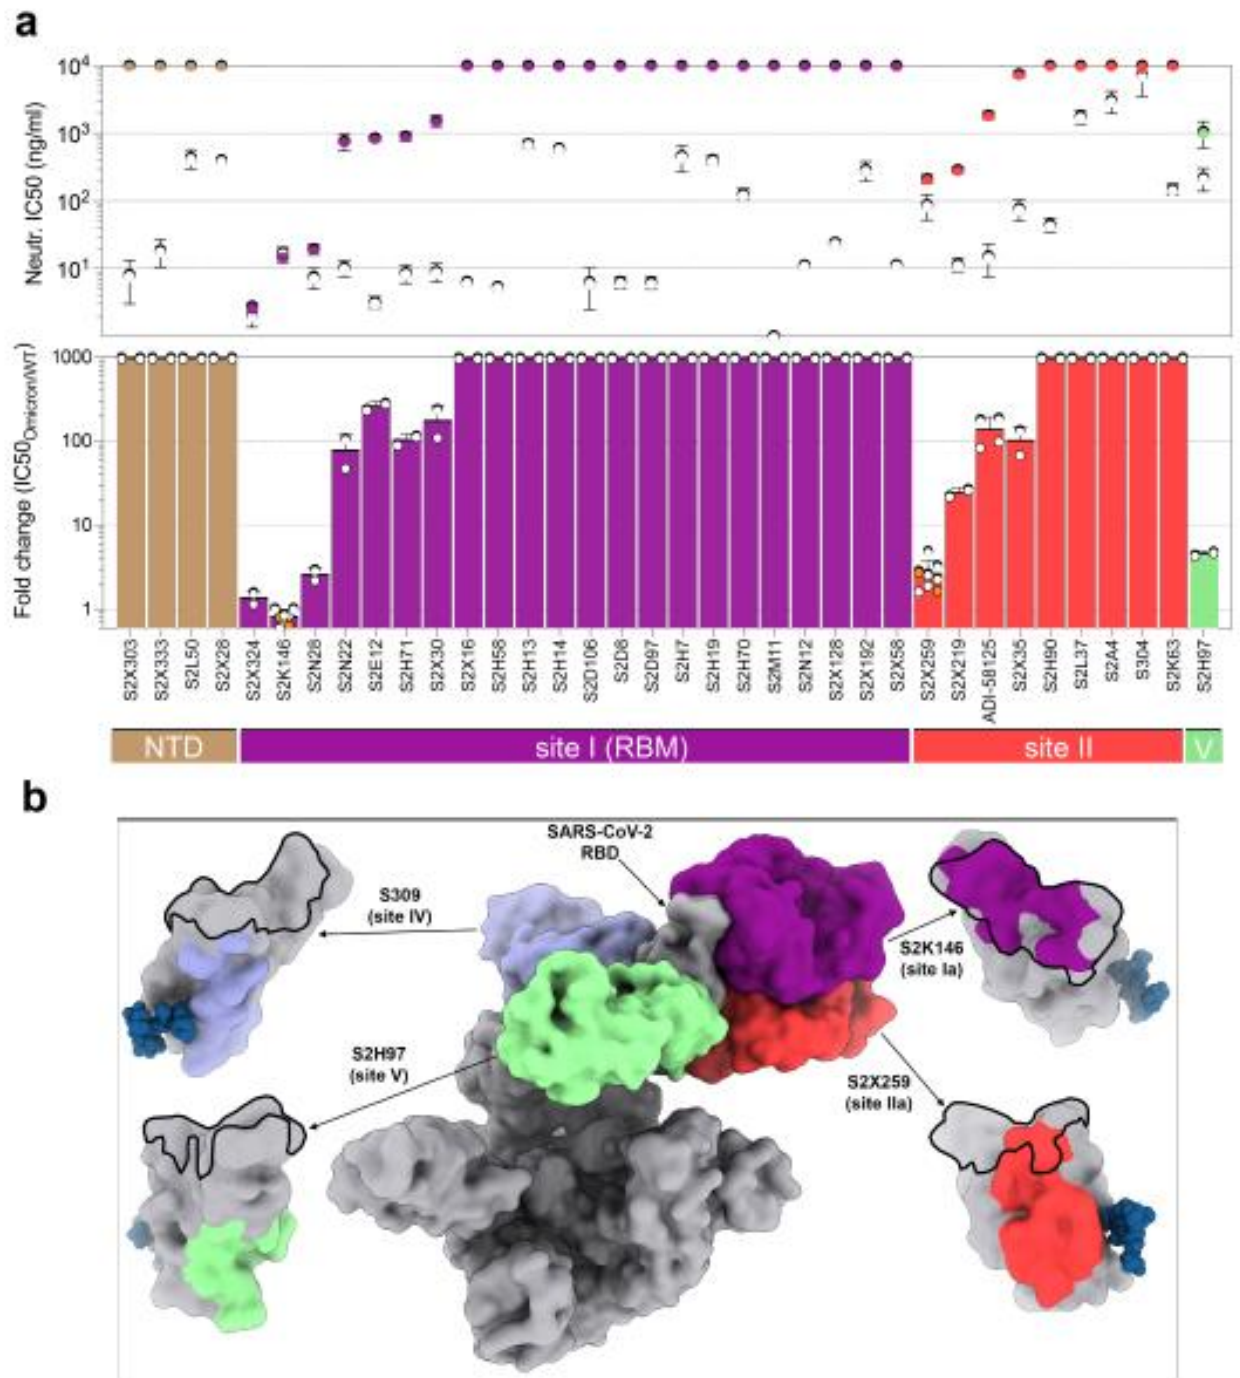 a
Neutr. IC50 (ng/ml)
10⁴
10³
10²
10¹
Fold change (IC50Omicron/WT)
1000
100
10
1
S2X303
S2X333
S2L50
S2X28
S2X324
S2K146
S2N28
S2N22
S2E12
S2H71
S2X30
S2X16
S2H58
S2H13
S2H14
S2D106
S2D8
S2D97
S2H7
S2H19
S2H70
S2M11
S2N12
S2X128
S2X192
S2X58
S2X259
S2X219
ADI-58125
S2X35
S2H90
S2L37
S2A4
S304
S2K63
S2H97
NTD
site I (RBM)
site II
V
b
SARS-CoV-2
RBD
S309
(site IV)
S2K146
(site Ia)
S2H97
(site V)
S2X259
(site IIa)